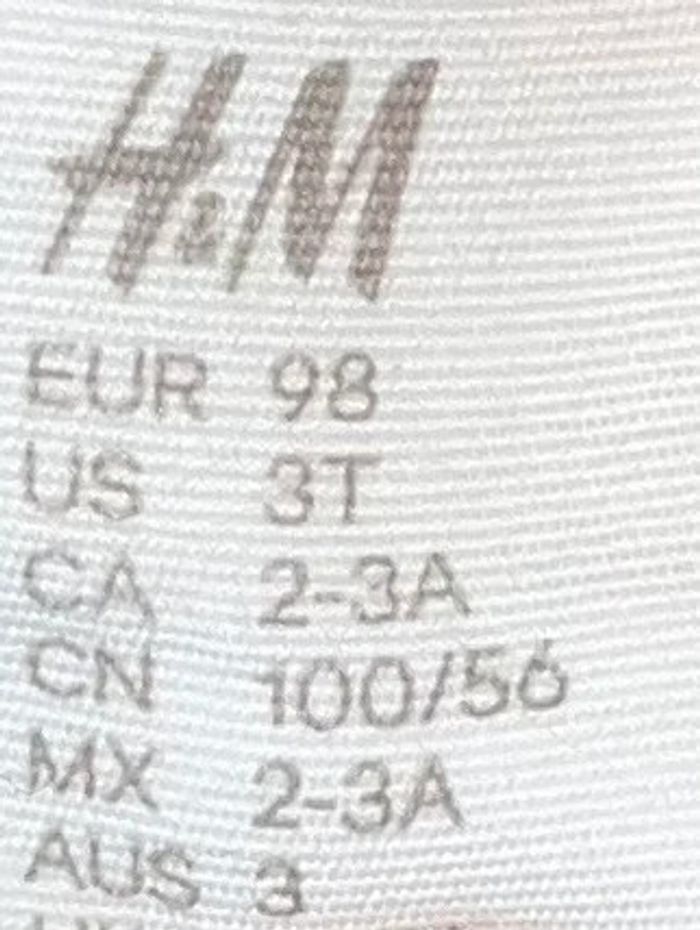 H&M
EUR 98
US 3T
CA 2-3A
CN 100/56
MX 2-3A
AUS 3